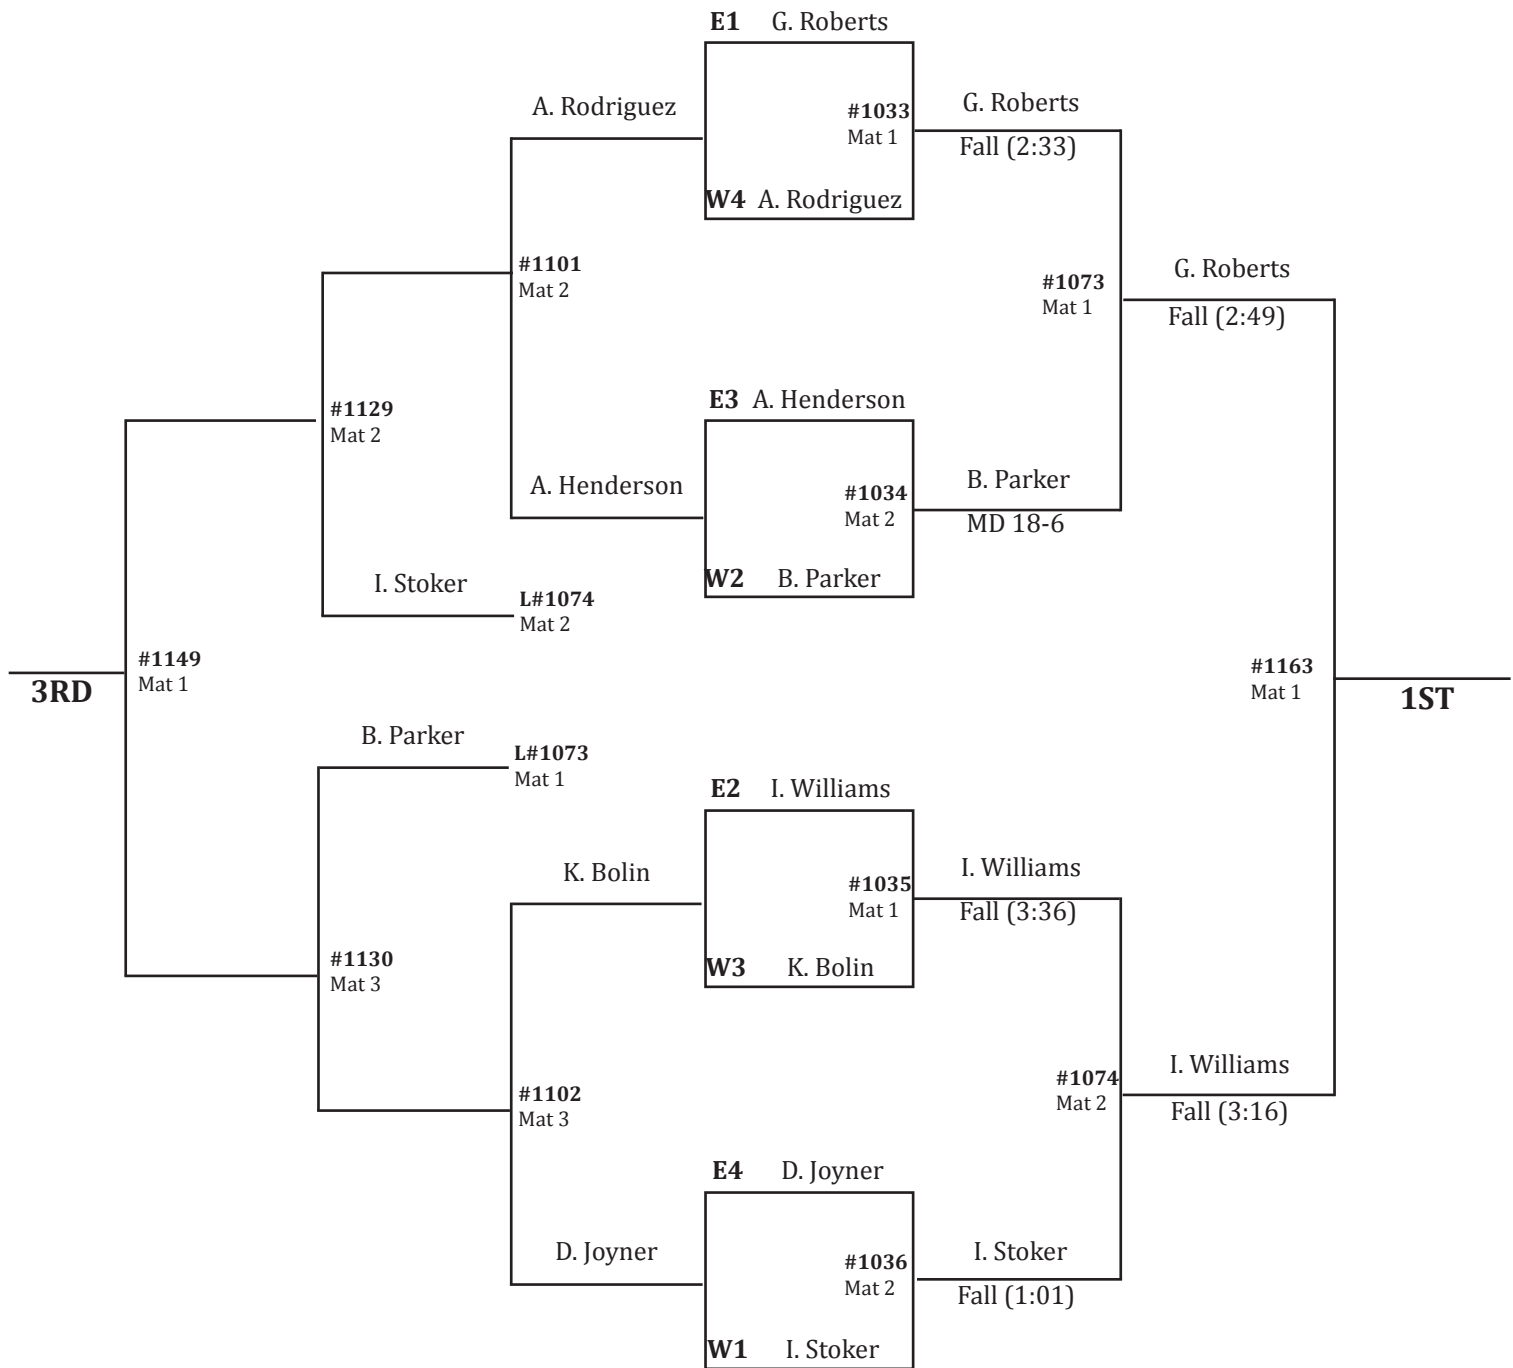 E1 G. Roberts
A. Rodriguez
#1033
Mat 1
G. Roberts
Fall (2:33)
W4 A. Rodriguez
#1101
Mat 2
#1073
Mat 1
G. Roberts
Fall (2:49)
#1129
Mat 2
E3 A. Henderson
A. Henderson
#1034
Mat 2
B. Parker
MD 18-6
W2 B. Parker
I. Stoker
L#1074
Mat 2
#1149
Mat 1
3RD
#1163
Mat 1
1ST
B. Parker
L#1073
Mat 1
E2 I. Williams
K. Bolin
#1035
Mat 1
I. Williams
Fall (3:36)
W3 K. Bolin
#1130
Mat 3
#1102
Mat 3
#1074
Mat 2
I. Williams
Fall (3:16)
E4 D. Joyner
D. Joyner
#1036
Mat 2
I. Stoker
Fall (1:01)
W1 I. Stoker